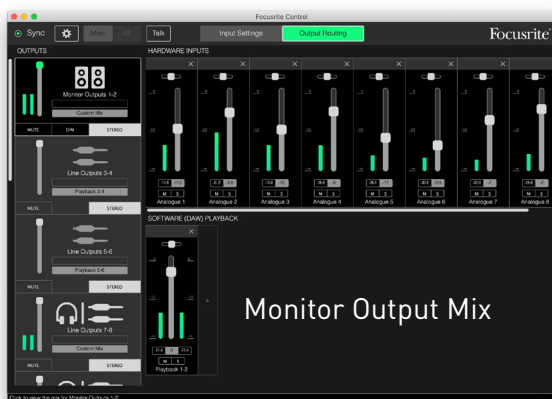 Focusrite Control
Sync
Main
Alt
Talk
Input Settings
Output Routing
Focusrite
OUTPUTS
HARDWARE INPUTS
Monitor Outputs 1-2
Custom Mix
MUTE DIM STEREO
Line Outputs 3-4
Playback 3-4
MUTE STEREO
Line Outputs 5-6
Playback 5-6
MUTE STEREO
Line Outputs 7-8
Custom Mix
MUTE STEREO
M S M S M S M S M S M S M S M S
Analogue 1 Analogue 2 Analogue 3 Analogue 4 Analogue 5 Analogue 6 Analogue 7 Analogue 8
SOFTWARE (DAW) PLAYBACK
M S
Playback 1-2
Monitor Output Mix
Click to view the mix for Monitor Outputs 1-2